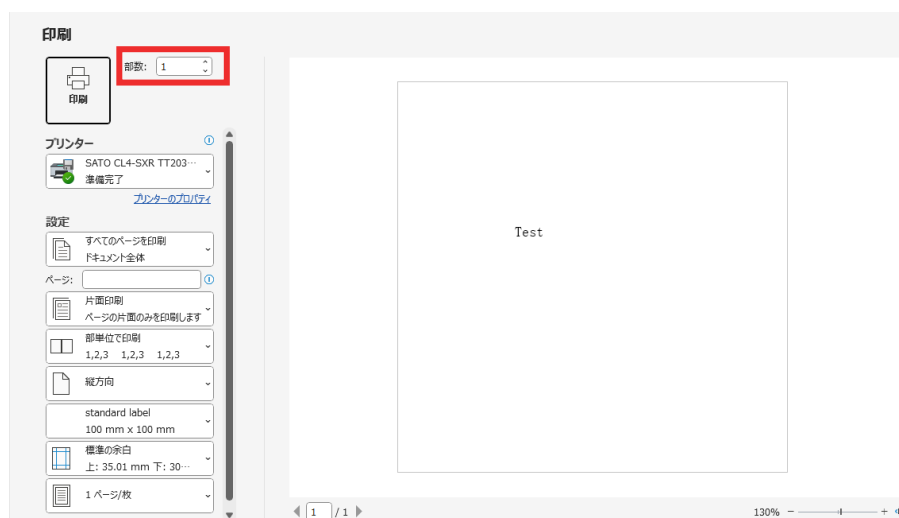 印刷
部数: 1
印刷
プリンター
SATO CL4-SXR TT203…
準備完了
プリンターのプロパティ
設定
すべてのページを印刷
ドキュメント全体
ページ:
片面印刷
ページの片面のみを印刷します
部単位で印刷
1,2,3 1,2,3 1,2,3
縦方向
standard label
100 mm x 100 mm
標準の余白
上: 35.01 mm 下: 30…
1 ページ/枚
Test
1 / 1
130%